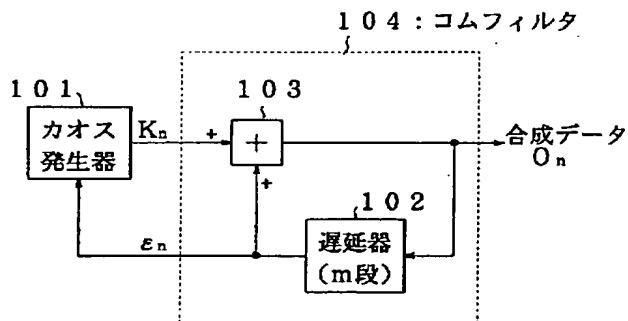 １０４：コムフィルタ
１０１
カオス
発生器
Kn
+
１０３
+
+
合成データ
On
εn
１０２
遅延器
(m段)